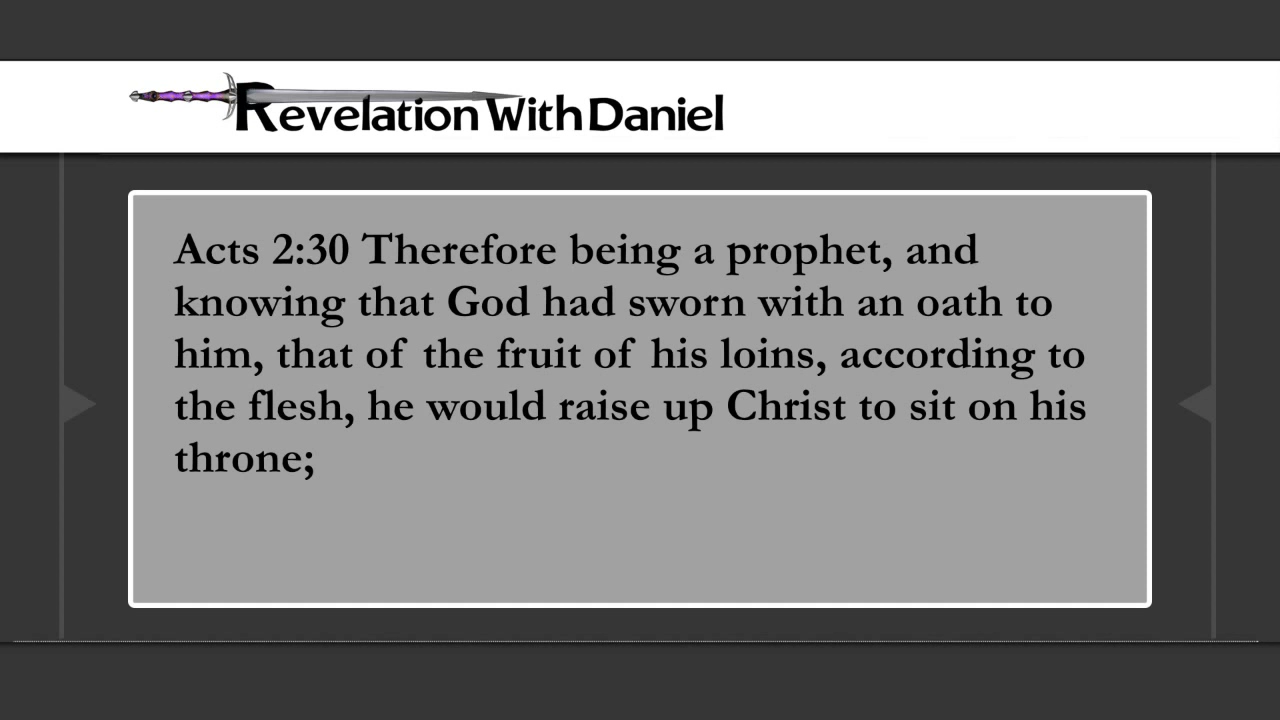 Revelation With Daniel
Acts 2:30 Therefore being a prophet, and
knowing that God had sworn with an oath to
him, that of the fruit of his loins, according to
the flesh, he would raise up Christ to sit on his
throne;